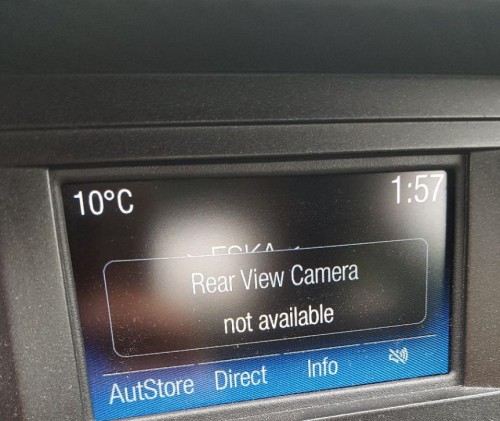 10°C 1:57
Rear View Camera
not available
AutStore Direct Info